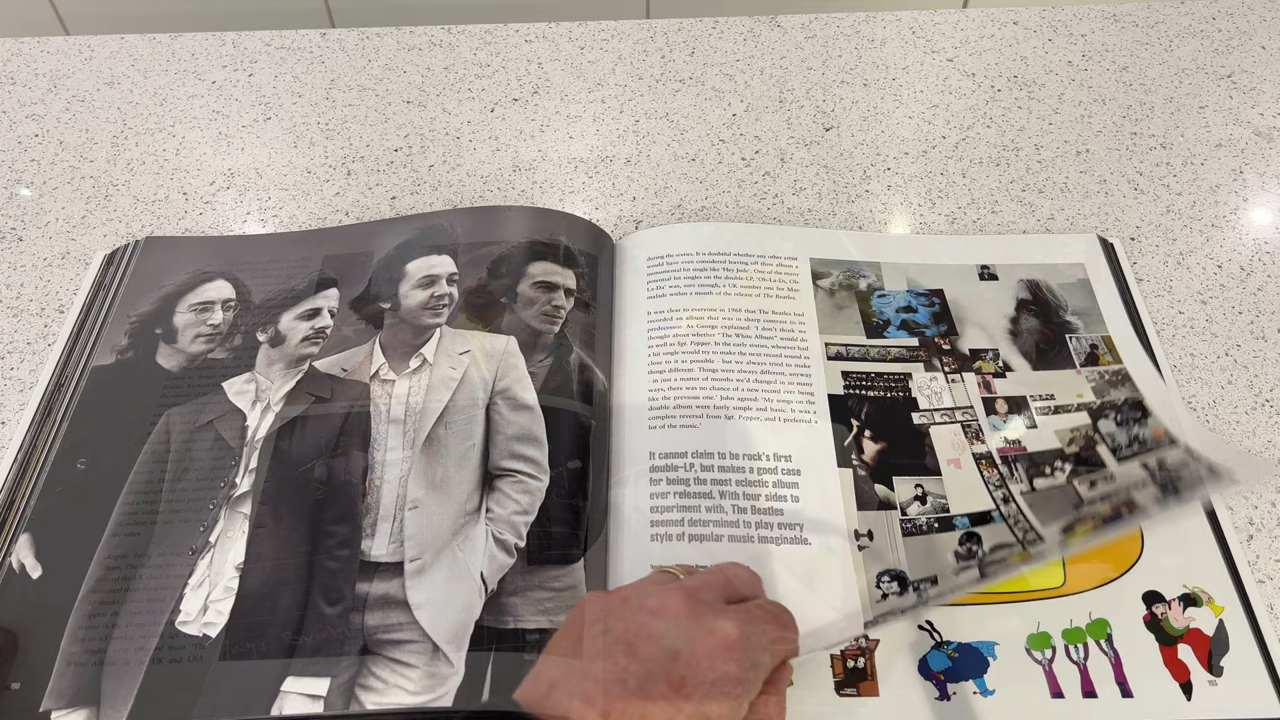 during the sixties. It is doubtful whether any other artist
would have even considered leaving off their album a
monumental hit single like 'Hey Jude'. One of the many
potential hit singles on the double-LP, 'Ob-La-Di, Ob-
La-Da' was, sure enough, a UK number one for Mar-
malade within a month of the release of The Beatles.
It was clear to everyone in 1968 that The Beatles had
recorded an album that was in sharp contrast to its
predecessor. As George explained: 'I don't think we
thought about whether "The White Album" would do
as well as Sgt. Pepper. In the early sixties, whoever had
a hit single would try to make the next record sound as
close to it as possible - but we always tried to make
things different. Things were always different, anyway
- in just a matter of months we'd changed in so many
ways, there was no chance of a new record ever being
like the previous one.' John agreed: 'My songs on the
double album were fairly simple and basic. It was a
complete reversal from Sgt. Pepper, and I preferred a
lot of the music.'
It cannot claim to be rock's first
double-LP, but makes a good case
for being the most eclectic album
ever released. With four sides to
experiment with, The Beatles
seemed determined to play every
style of popular music imaginable.